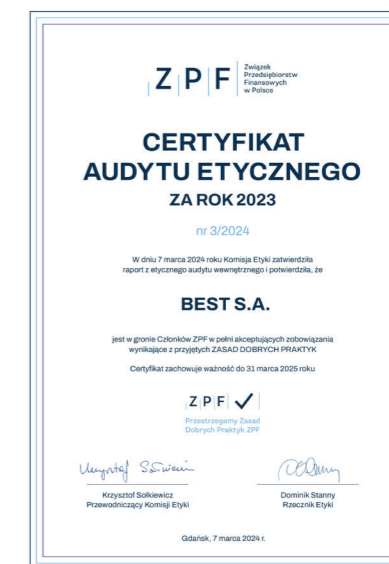 ZPF
Związek
Przedsiębiorstw
Finansowych
w Polsce
CERTYFIKAT
AUDYTU ETYCZNEGO
ZA ROK 2023
nr 3/2024
W dniu 7 marca 2024 roku Komisja Etyki zatwierdziła
raport z etycznego audytu wewnętrznego i potwierdziła, że
BEST S.A.
jest w gronie Członków ZPF w pełni akceptujących zobowiązania
wynikające z przyjętych ZASAD DOBRYCH PRAKTYK
Certyfikat zachowuje ważność do 31 marca 2025 roku
ZPF
Przestrzegamy Zasad
Dobrych Praktyk ZPF
Krzysztof Sołkiewicz
Przewodniczący Komisji Etyki
Dominik Stanny
Rzecznik Etyki
Gdańsk, 7 marca 2024 r.